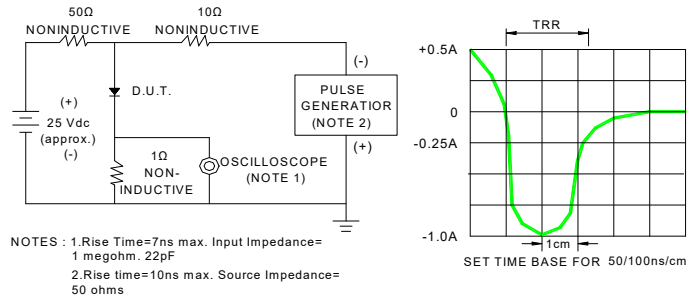 50Ω
NONINDUCTIVE
10Ω
NONINDUCTIVE
(+)
25 Vdc
(approx.)
(-)
D.U.T.
1Ω
NON-
INDUCTIVE
OSCILLOSCOPE
(NOTE 1)
(-)
PULSE
GENERATIOR
(NOTE 2)
(+)
NOTES : 1.Rise Time=7ns max. Input Impedance=
1 megohm. 22pF
2.Rise time=10ns max. Source Impedance=
50 ohms
TRR
+0.5A
0
-0.25A
-1.0A
1cm
SET TIME BASE FOR 50/100ns/cm